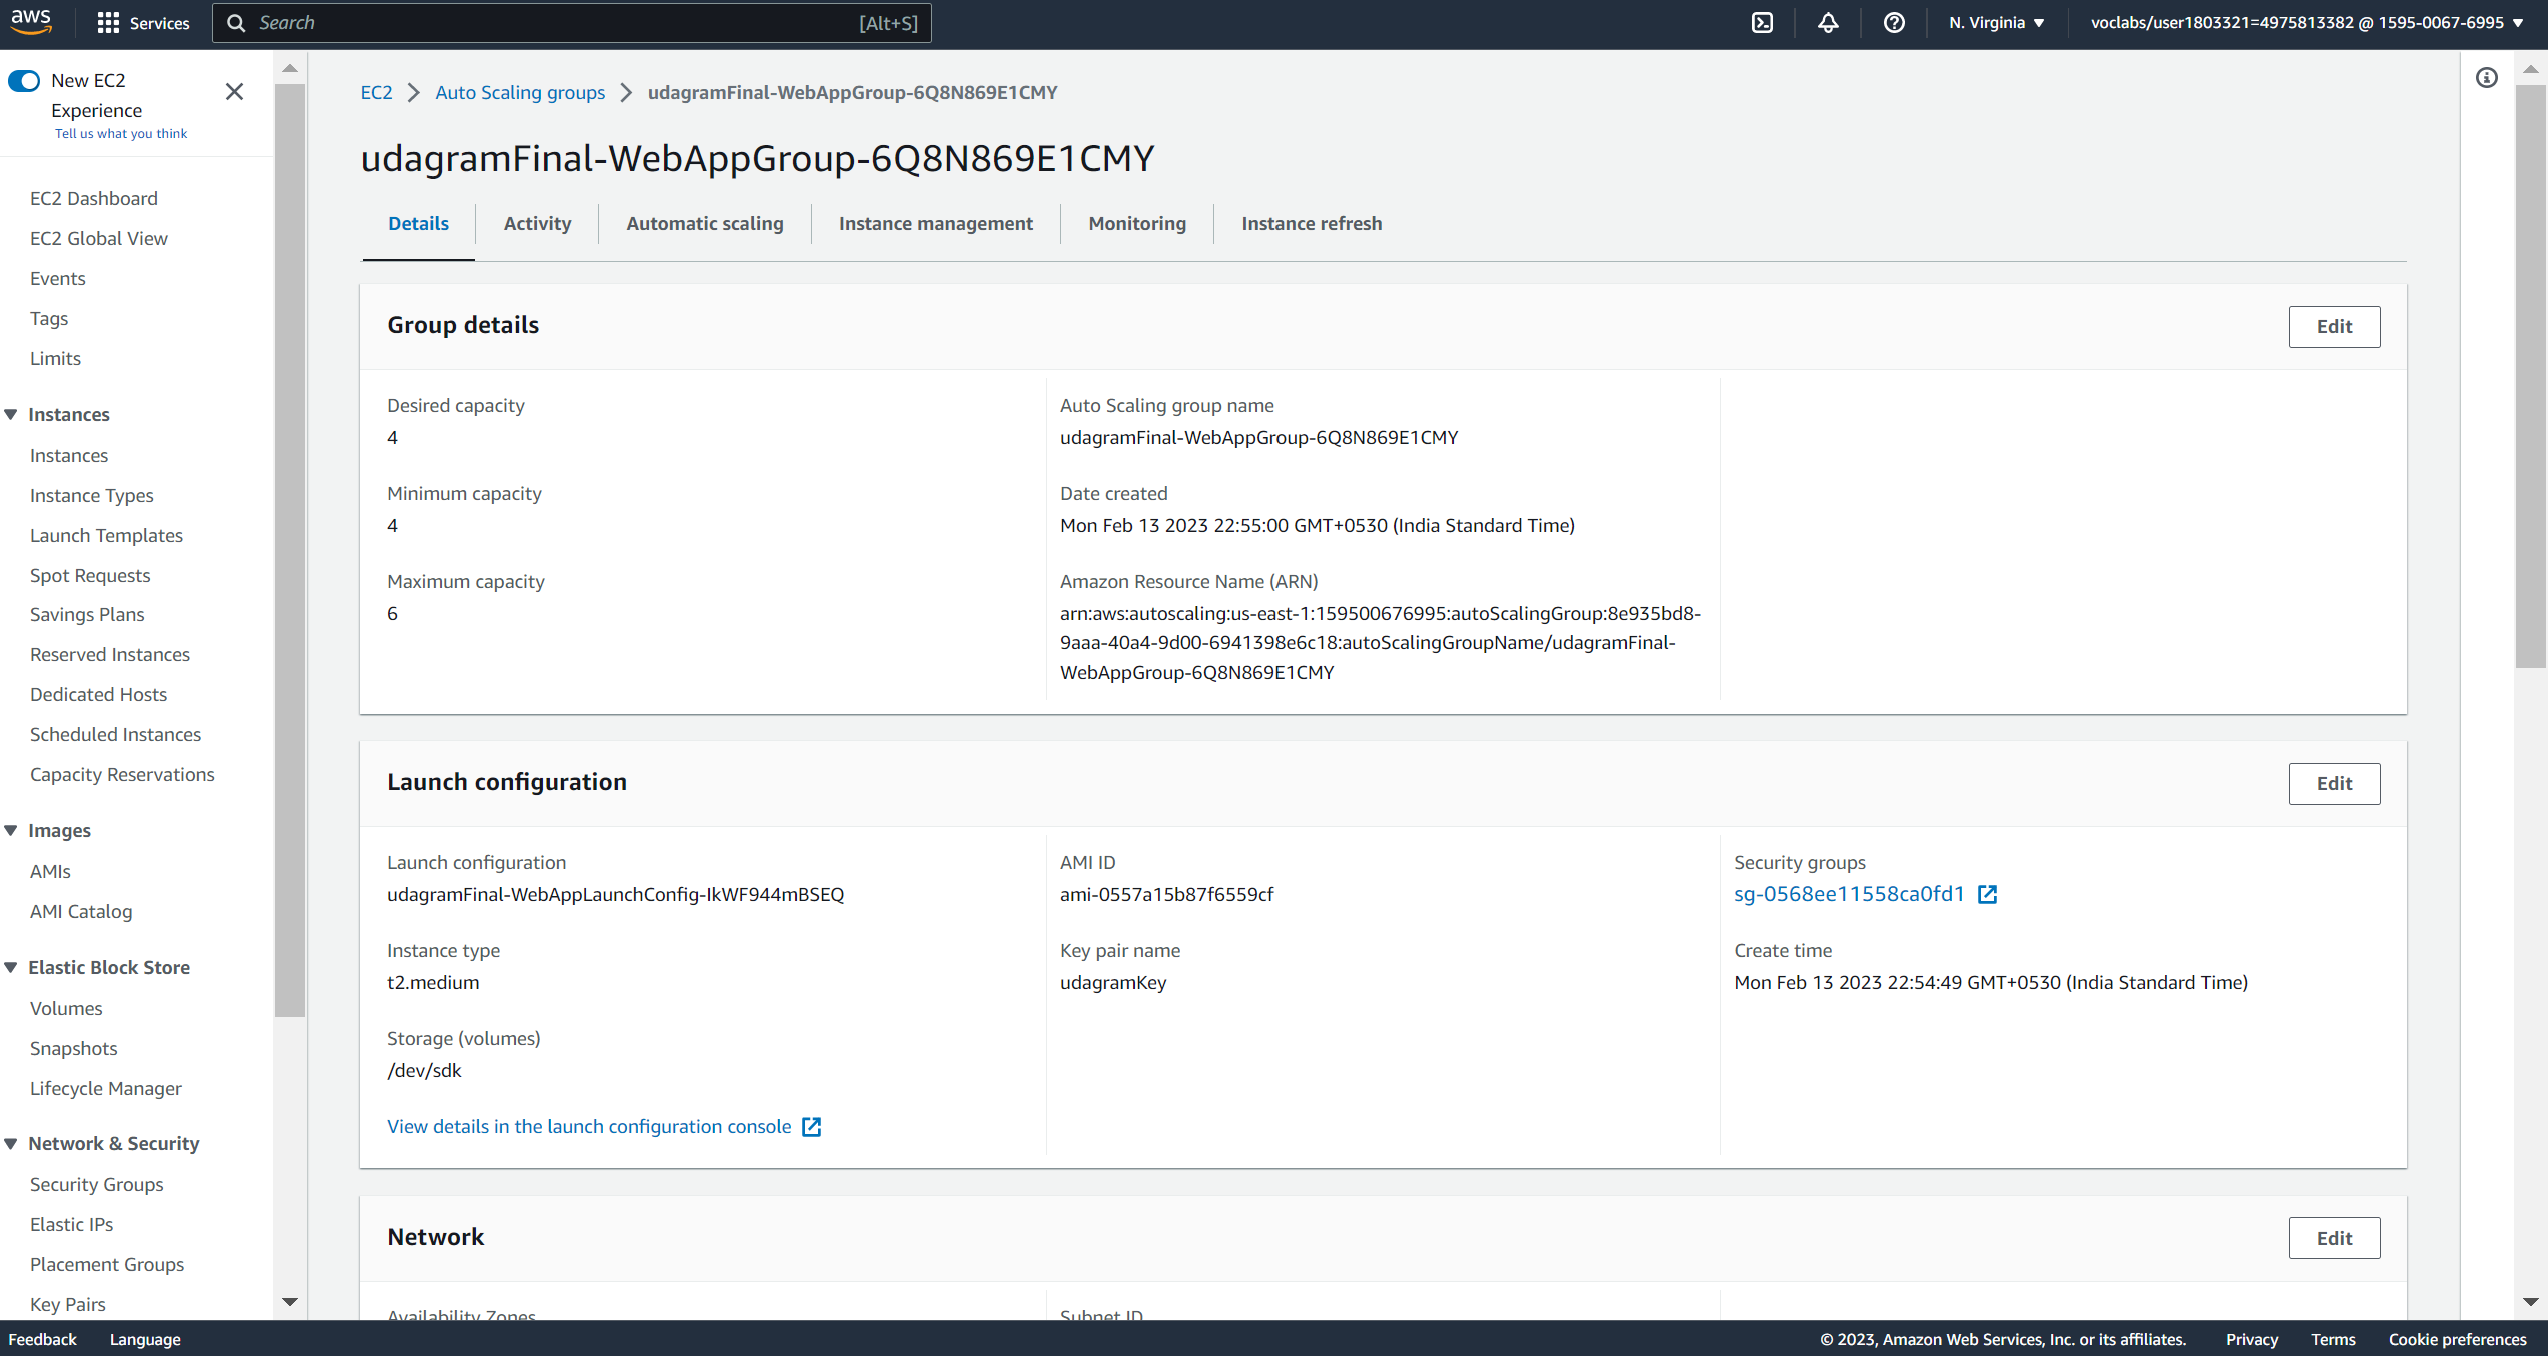 aws
Services
Search
[Alt+S]
N. Virginia
voclabs/user1803321=4975813382 @ 1595-0067-6995
New EC2
Experience
Tell us what you think
EC2 Dashboard
EC2 Global View
Events
Tags
Limits
Instances
Instances
Instance Types
Launch Templates
Spot Requests
Savings Plans
Reserved Instances
Dedicated Hosts
Scheduled Instances
Capacity Reservations
Images
AMIs
AMI Catalog
Elastic Block Store
Volumes
Snapshots
Lifecycle Manager
Network & Security
Security Groups
Elastic IPs
Placement Groups
Key Pairs
EC2 > Auto Scaling groups > udagramFinal-WebAppGroup-6Q8N869E1CMY
udagramFinal-WebAppGroup-6Q8N869E1CMY
Details
Activity
Automatic scaling
Instance management
Monitoring
Instance refresh
Group details
Edit
Desired capacity
4
Minimum capacity
4
Maximum capacity
6
Auto Scaling group name
udagramFinal-WebAppGroup-6Q8N869E1CMY
Date created
Mon Feb 13 2023 22:55:00 GMT+0530 (India Standard Time)
Amazon Resource Name (ARN)
arn:aws:autoscaling:us-east-1:159500676995:autoScalingGroup:8e935bd8-
9aaa-40a4-9d00-6941398e6c18:autoScalingGroupName/udagramFinal-
WebAppGroup-6Q8N869E1CMY
Launch configuration
Edit
Launch configuration
udagramFinal-WebAppLaunchConfig-IkWF944mBSEQ
Instance type
t2.medium
Storage (volumes)
/dev/sdk
View details in the launch configuration console
AMI ID
ami-0557a15b87f6559cf
Key pair name
udagramKey
Security groups
sg-0568ee11558ca0fd1
Create time
Mon Feb 13 2023 22:54:49 GMT+0530 (India Standard Time)
Network
Edit
Availability Zones
Subnet ID
Feedback
Language
© 2023, Amazon Web Services, Inc. or its affiliates.
Privacy
Terms
Cookie preferences